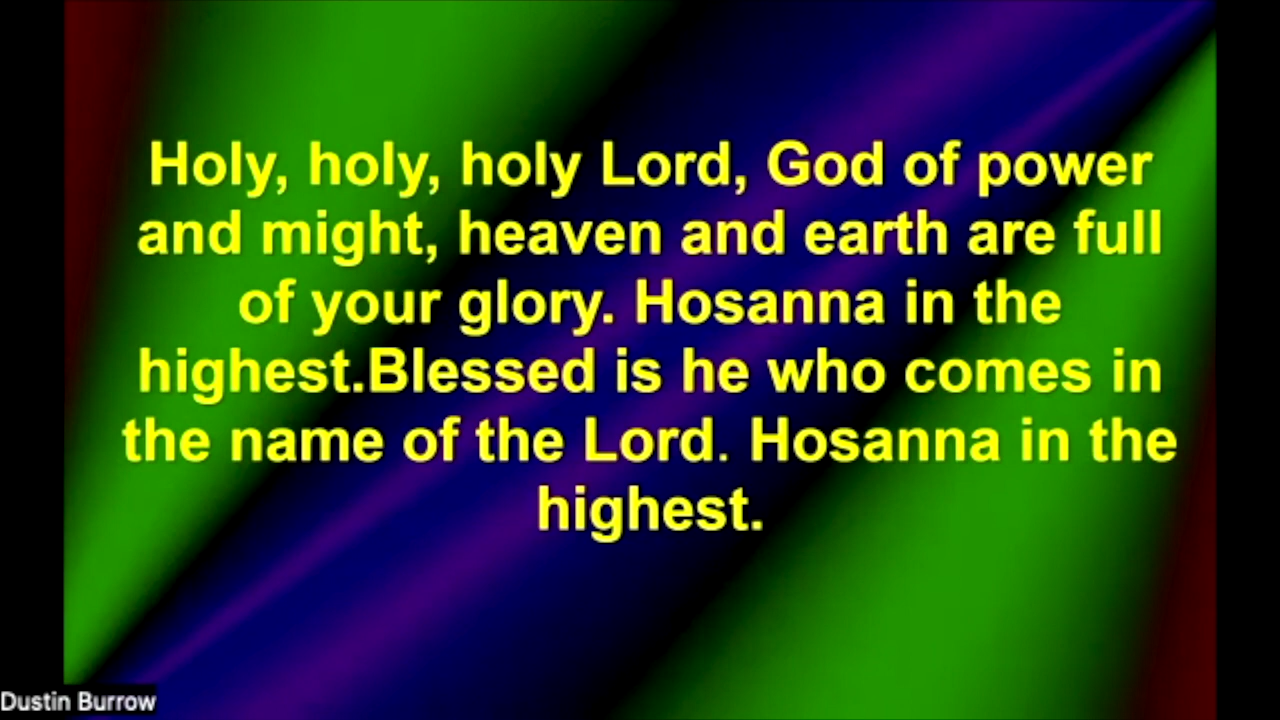 Holy, holy, holy Lord, God of power
and might, heaven and earth are full
of your glory. Hosanna in the
highest.Blessed is he who comes in
the name of the Lord. Hosanna in the
highest.
Dustin Burrow